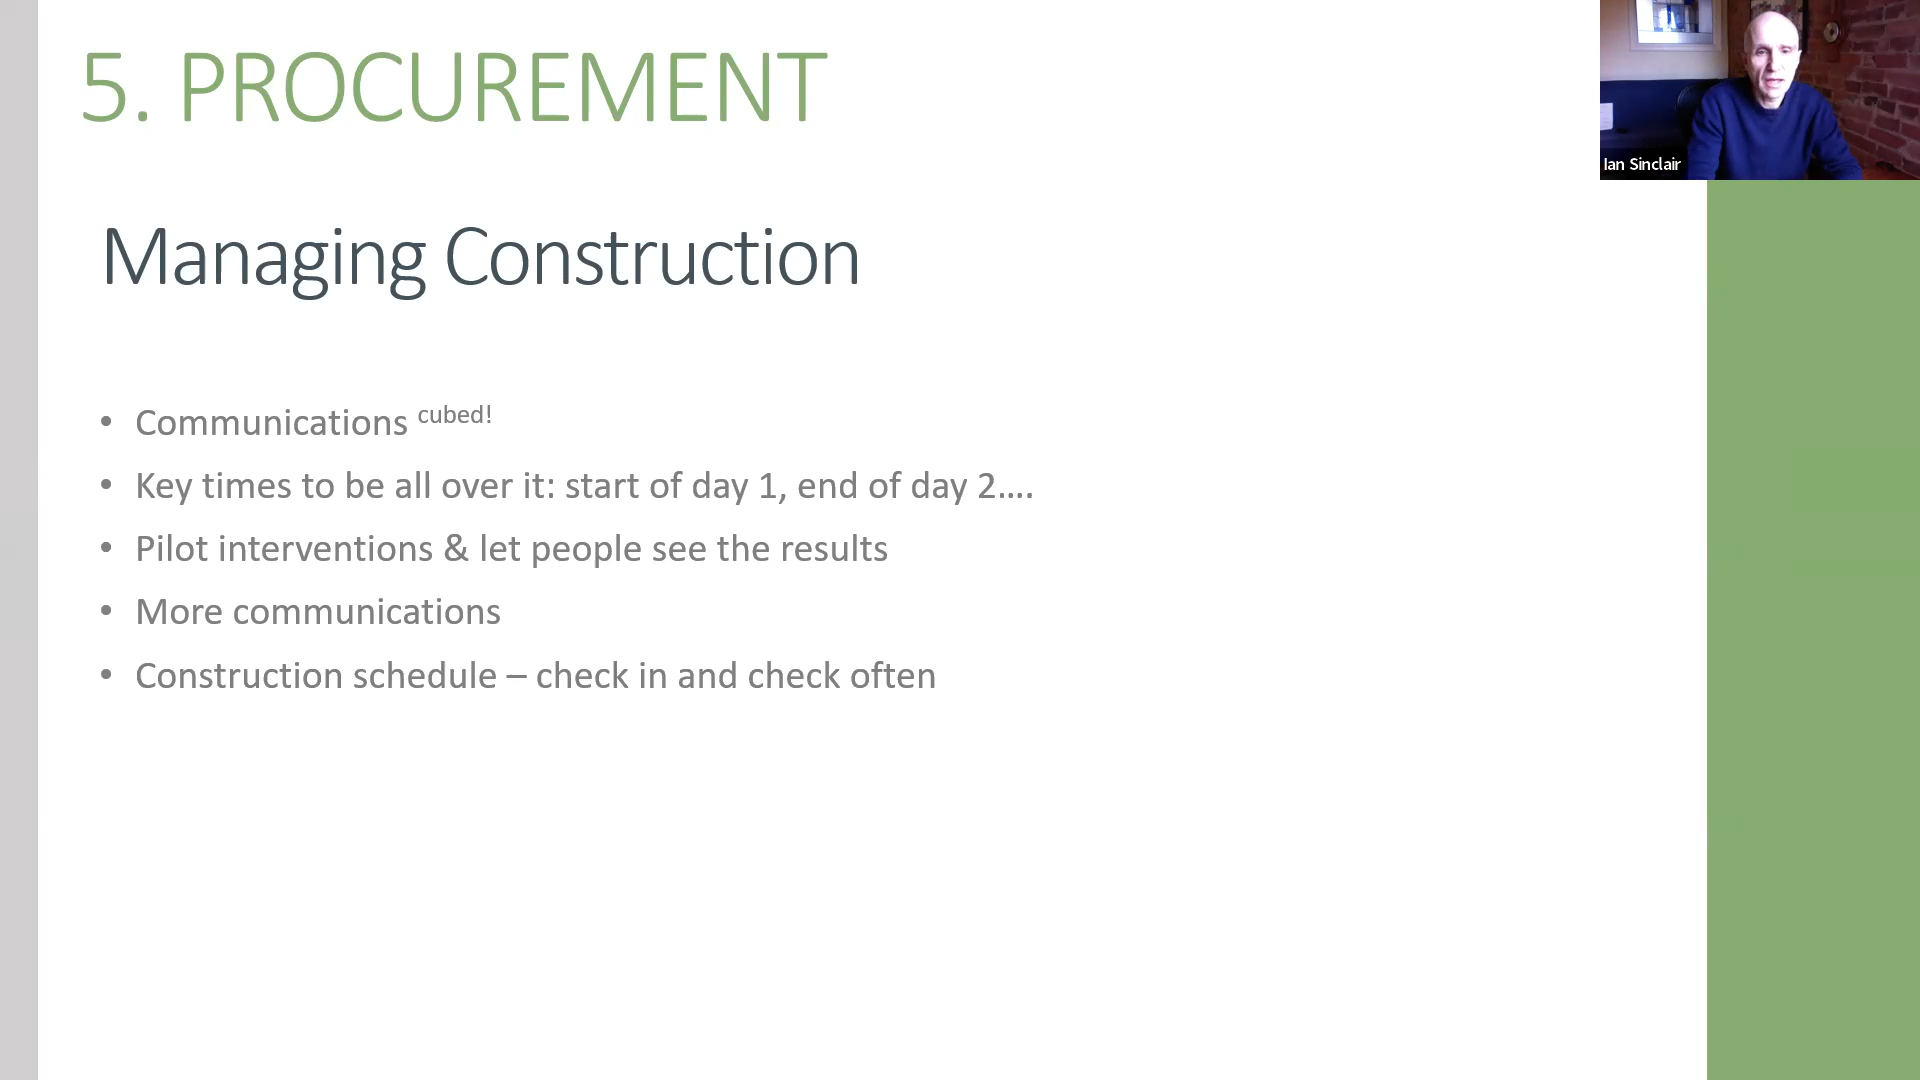 5. PROCUREMENT
Ian Sinclair
Managing Construction
• Communications cubed!
• Key times to be all over it: start of day 1, end of day 2....
• Pilot interventions & let people see the results
• More communications
• Construction schedule – check in and check often